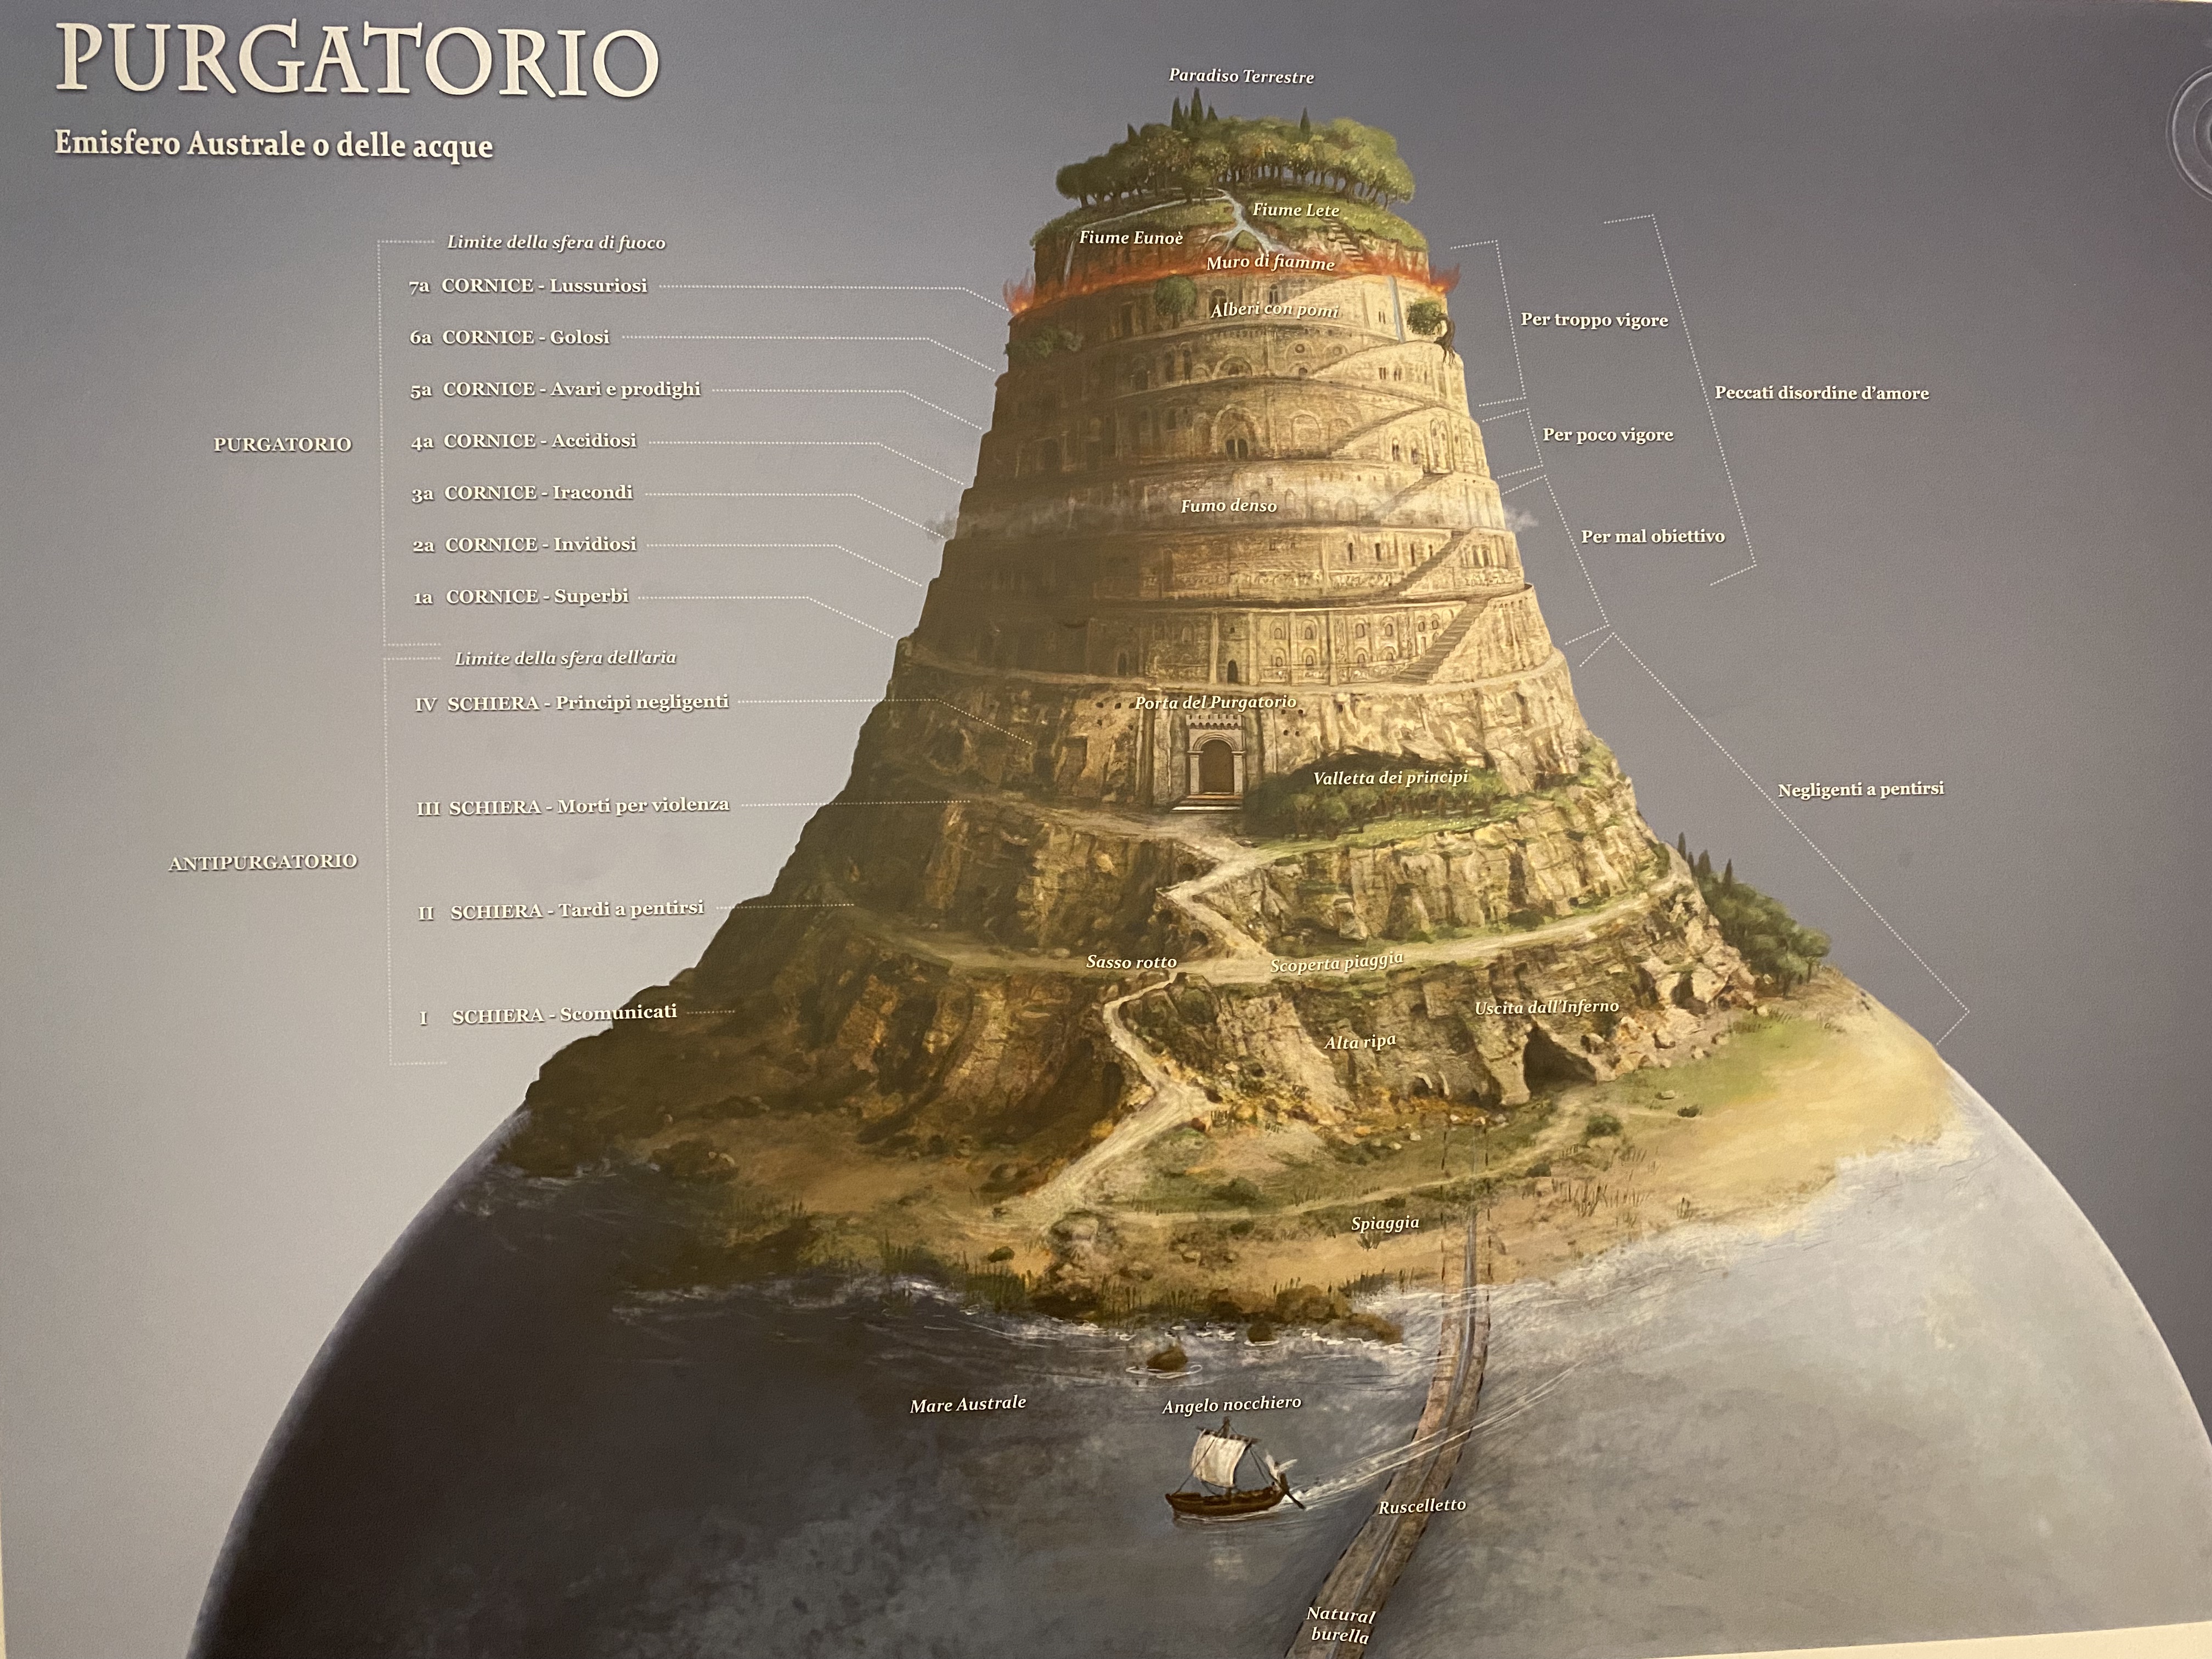 PURGATORIO
Emisfero Australe o delle acque
Paradiso Terrestre
Fiume Lete
Fiume Eunoè
Muro di fiamme
Alberi con pomi
Limite della sfera di fuoco
7a CORNICE - Lussuriosi
6a CORNICE - Golosi
5a CORNICE - Avari e prodighi
4a CORNICE - Accidiosi
3a CORNICE - Iracondi
2a CORNICE - Invidiosi
1a CORNICE - Superbi
PURGATORIO
Limite della sfera dell'aria
IV SCHIERA - Principi negligenti
III SCHIERA - Morti per violenza
II SCHIERA - Tardi a pentirsi
I SCHIERA - Scomunicati
ANTIPURGATORIO
Per troppo vigore
Per poco vigore
Per mal obiettivo
Peccati disordine d'amore
Negligenti a pentirsi
Fumo denso
Porta del Purgatorio
Valletta dei principi
Sasso rotto
Scoperta piaggia
Uscita dall'Inferno
Alta ripa
Spiaggia
Mare Australe
Angelo nocchiero
Ruscelletto
Natural
burella